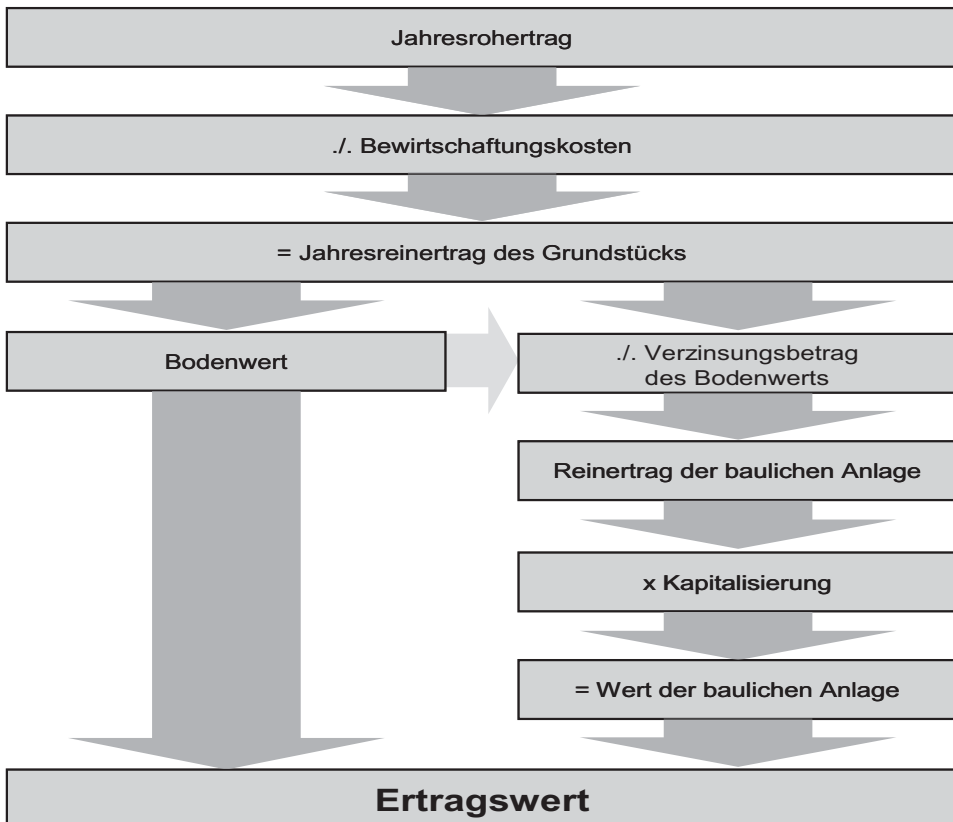 Jahresrohertrag
./. Bewirtschaftungskosten
= Jahresreinertrag des Grundstücks
Bodenwert
./. Verzinsungsbetrag
des Bodenwerts
Reinertrag der baulichen Anlage
x Kapitalisierung
= Wert der baulichen Anlage
Ertragswert